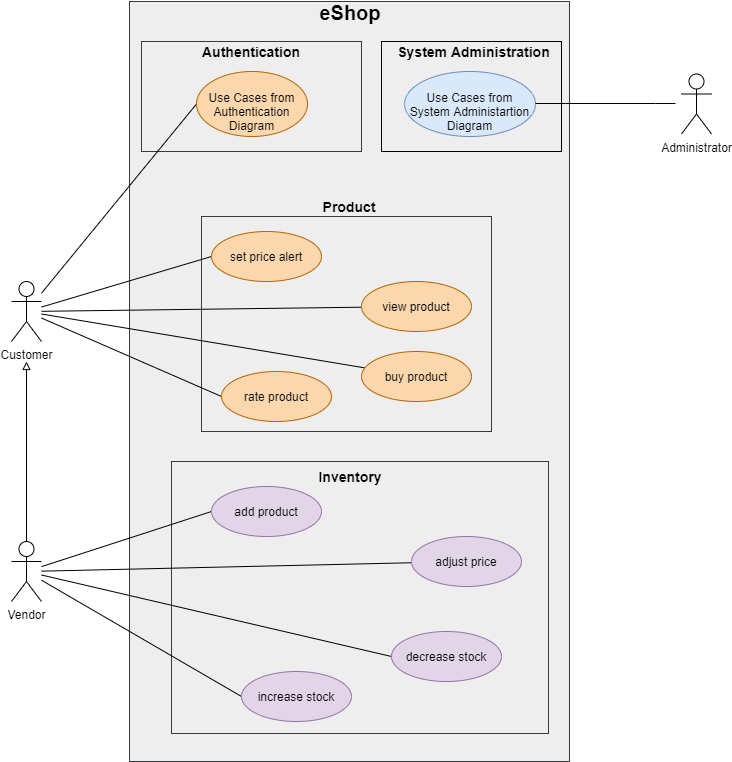 eShop
Authentication
System Administration
Use Cases from
Authentication
Diagram
Use Cases from
System Administartion
Diagram
Administrator
Product
set price alert
view product
Customer
buy product
rate product
Inventory
add product
adjust price
Vendor
decrease stock
increase stock